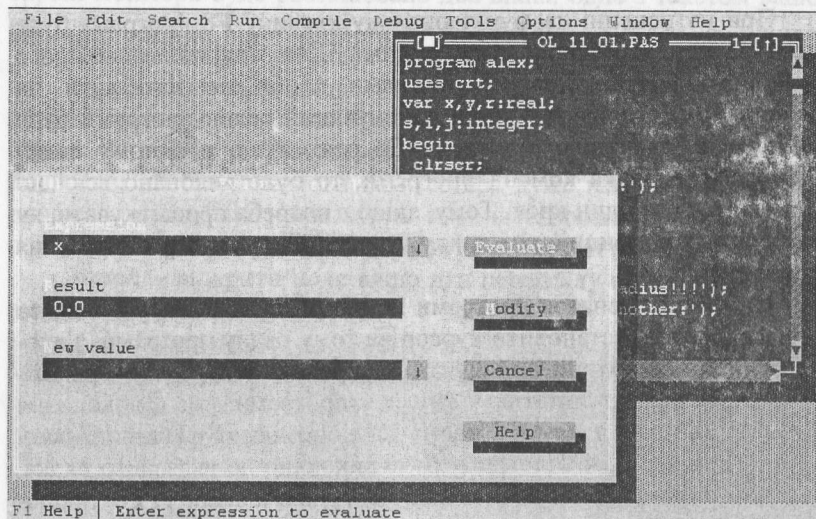 File Edit Search Run Compile Debug Tools Options Window Help
[■] OL_11_01.PAS 1=[↑]
program alex;
uses crt;
var x,y,r:real;
s,i,j:integer;
begin
clrscr;
:');
x ↓ Evaluate
esult
0.0
adius!!!!');
odify
nother:');
ew value
↓ Cancel
Help
F1 Help | Enter expression to evaluate